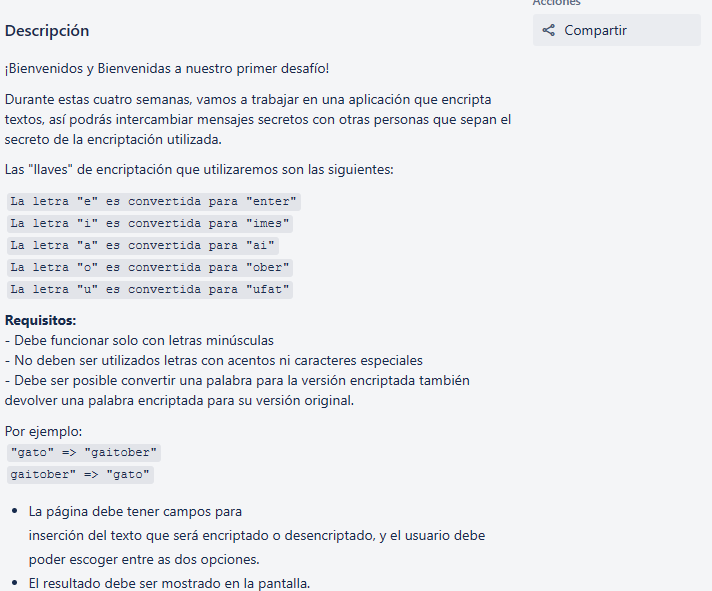 Acciones
Descripción
Compartir
¡Bienvenidos y Bienvenidas a nuestro primer desafío!
Durante estas cuatro semanas, vamos a trabajar en una aplicación que encripta
textos, así podrás intercambiar mensajes secretos con otras personas que sepan el
secreto de la encriptación utilizada.
Las "llaves" de encriptación que utilizaremos son las siguientes:
La letra "e" es convertida para "enter"
La letra "i" es convertida para "imes"
La letra "a" es convertida para "ai"
La letra "o" es convertida para "ober"
La letra "u" es convertida para "ufat"
Requisitos:
- Debe funcionar solo con letras minúsculas
- No deben ser utilizados letras con acentos ni caracteres especiales
- Debe ser posible convertir una palabra para la versión encriptada también
devolver una palabra encriptada para su versión original.
Por ejemplo:
"gato" => "gaitober"
gaitober" => "gato"
• La página debe tener campos para
inserción del texto que será encriptado o desencriptado, y el usuario debe
poder escoger entre as dos opciones.
• El resultado debe ser mostrado en la pantalla.